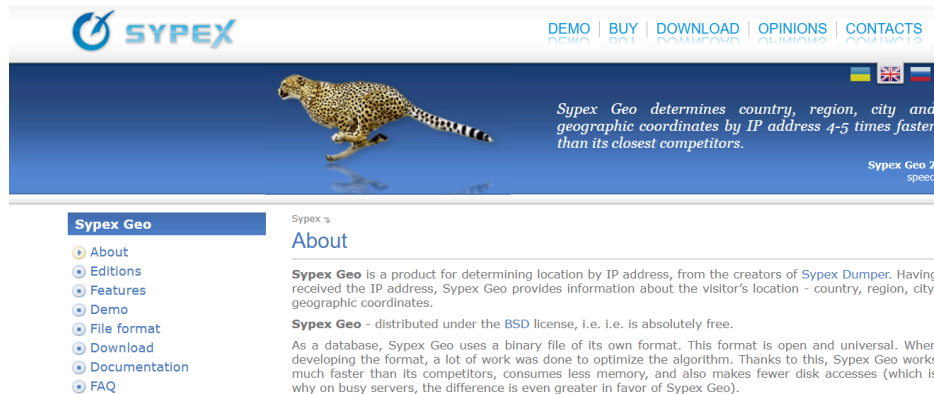 SYPEX
DEMO BUY DOWNLOAD OPINIONS CONTACTS
Sypex Geo determines country, region, city and
geographic coordinates by IP address 4-5 times faster
than its closest competitors.
Sypex Geo 2
speed
Sypex Geo
About
Editions
Features
Demo
File format
Download
Documentation
FAQ
Sypex
About
Sypex Geo is a product for determining location by IP address, from the creators of Sypex Dumper. Having
received the IP address, Sypex Geo provides information about the visitor's location - country, region, city
geographic coordinates.
Sypex Geo - distributed under the BSD license, i.e. i.e. is absolutely free.
As a database, Sypex Geo uses a binary file of its own format. This format is open and universal. When
developing the format, a lot of work was done to optimize the algorithm. Thanks to this, Sypex Geo works
much faster than its competitors, consumes less memory, and also makes fewer disk accesses (which is
why on busy servers, the difference is even greater in favor of Sypex Geo).